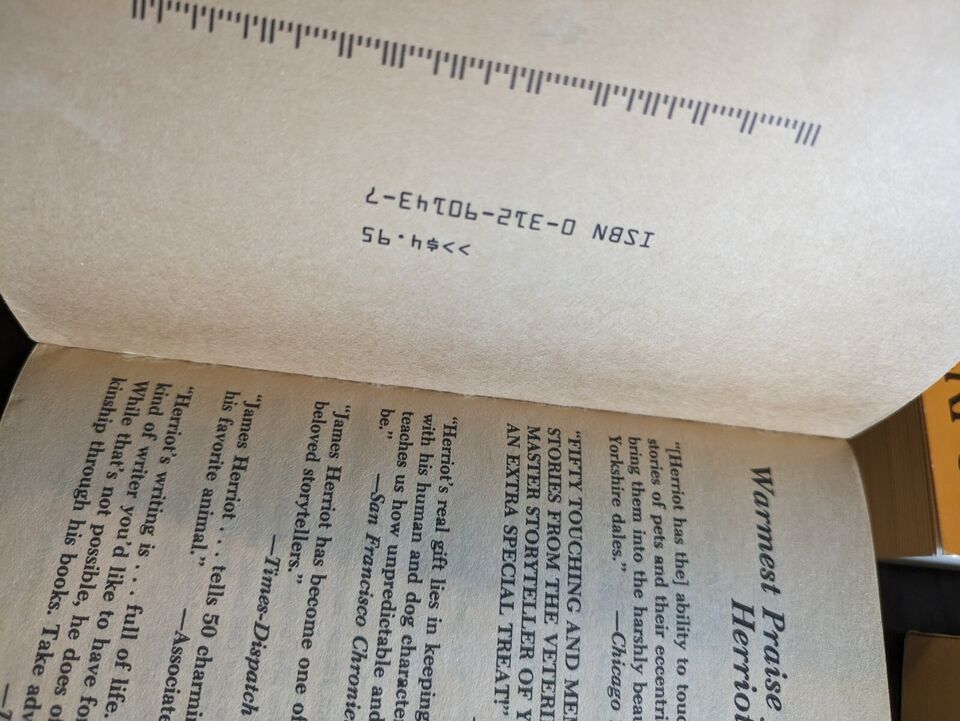 ISBN 0-312-90143-7
>>$4.95
Warmest Praise
Herriot
"[Herriot has the] ability to touc
stories of pets and their eccentri
bring them into the harshly beau
Yorkshire dales." —Chicago
"FIFTY TOUCHING AND MEM
STORIES FROM THE VETERI
MASTER STORYTELLER OF Y
AN EXTRA SPECIAL TREAT!"
"Herriot's real gift lies in keeping
with his human and dog characte
teaches us how unpredictable and
be." —San Francisco Chronic
"James Herriot has become one of
beloved storytellers."
—Times-Dispatch
"James Herriot . . . tells 50 charmin
his favorite animal."
—Associate
"Herriot's writing is . . . full of life.
kind of writer you'd like to have for
While that's not possible, he does of
kinship through his books. Take adv